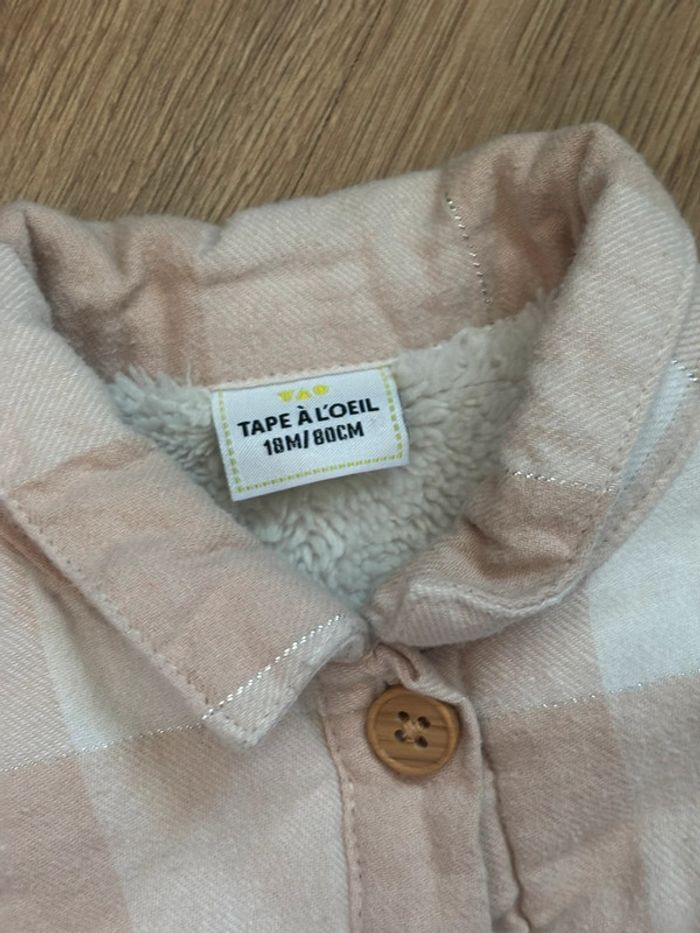 TAO
TAPE À L'OEIL
18M/80CM